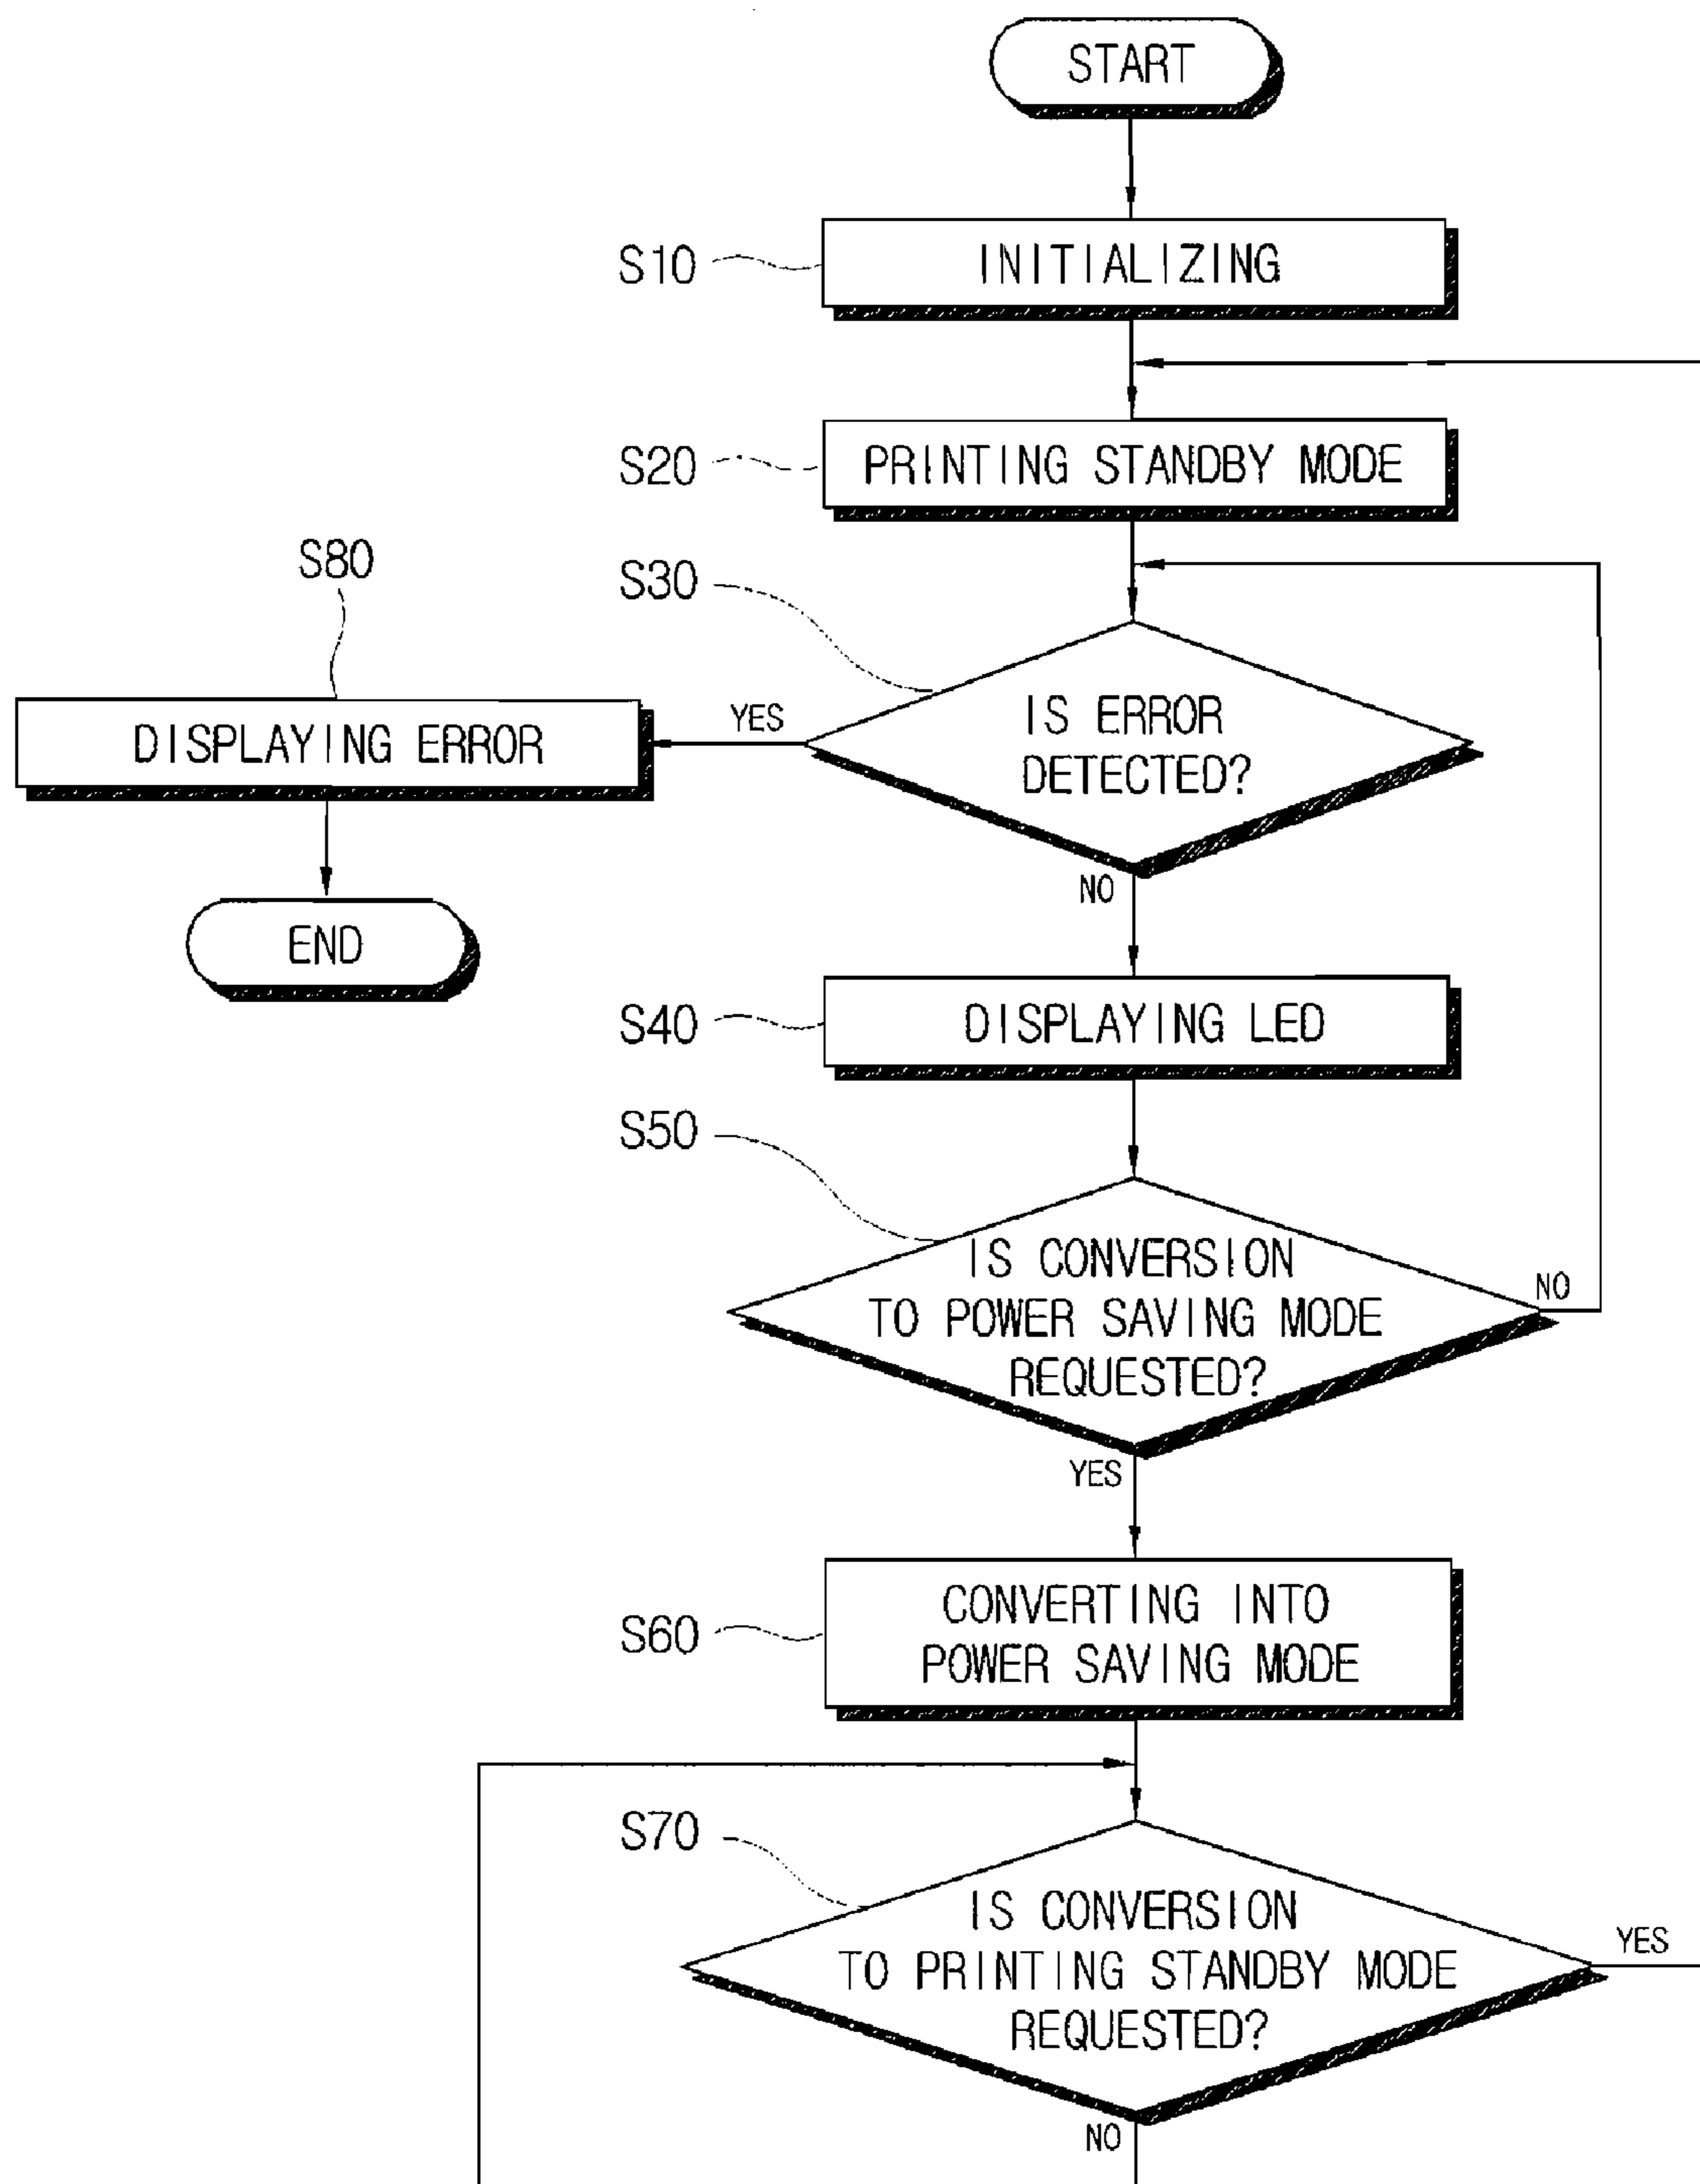 START
S10
INITIALIZING
S20
PRINTING STANDBY MODE
S80
S30
DISPLAYING ERROR
YES
IS ERROR
DETECTED?
NO
END
S40
DISPLAYING LED
S50
IS CONVERSION
TO POWER SAVING MODE
REQUESTED?
NO
YES
S60
CONVERTING INTO
POWER SAVING MODE
S70
IS CONVERSION
TO PRINTING STANDBY MODE
REQUESTED?
YES
NO